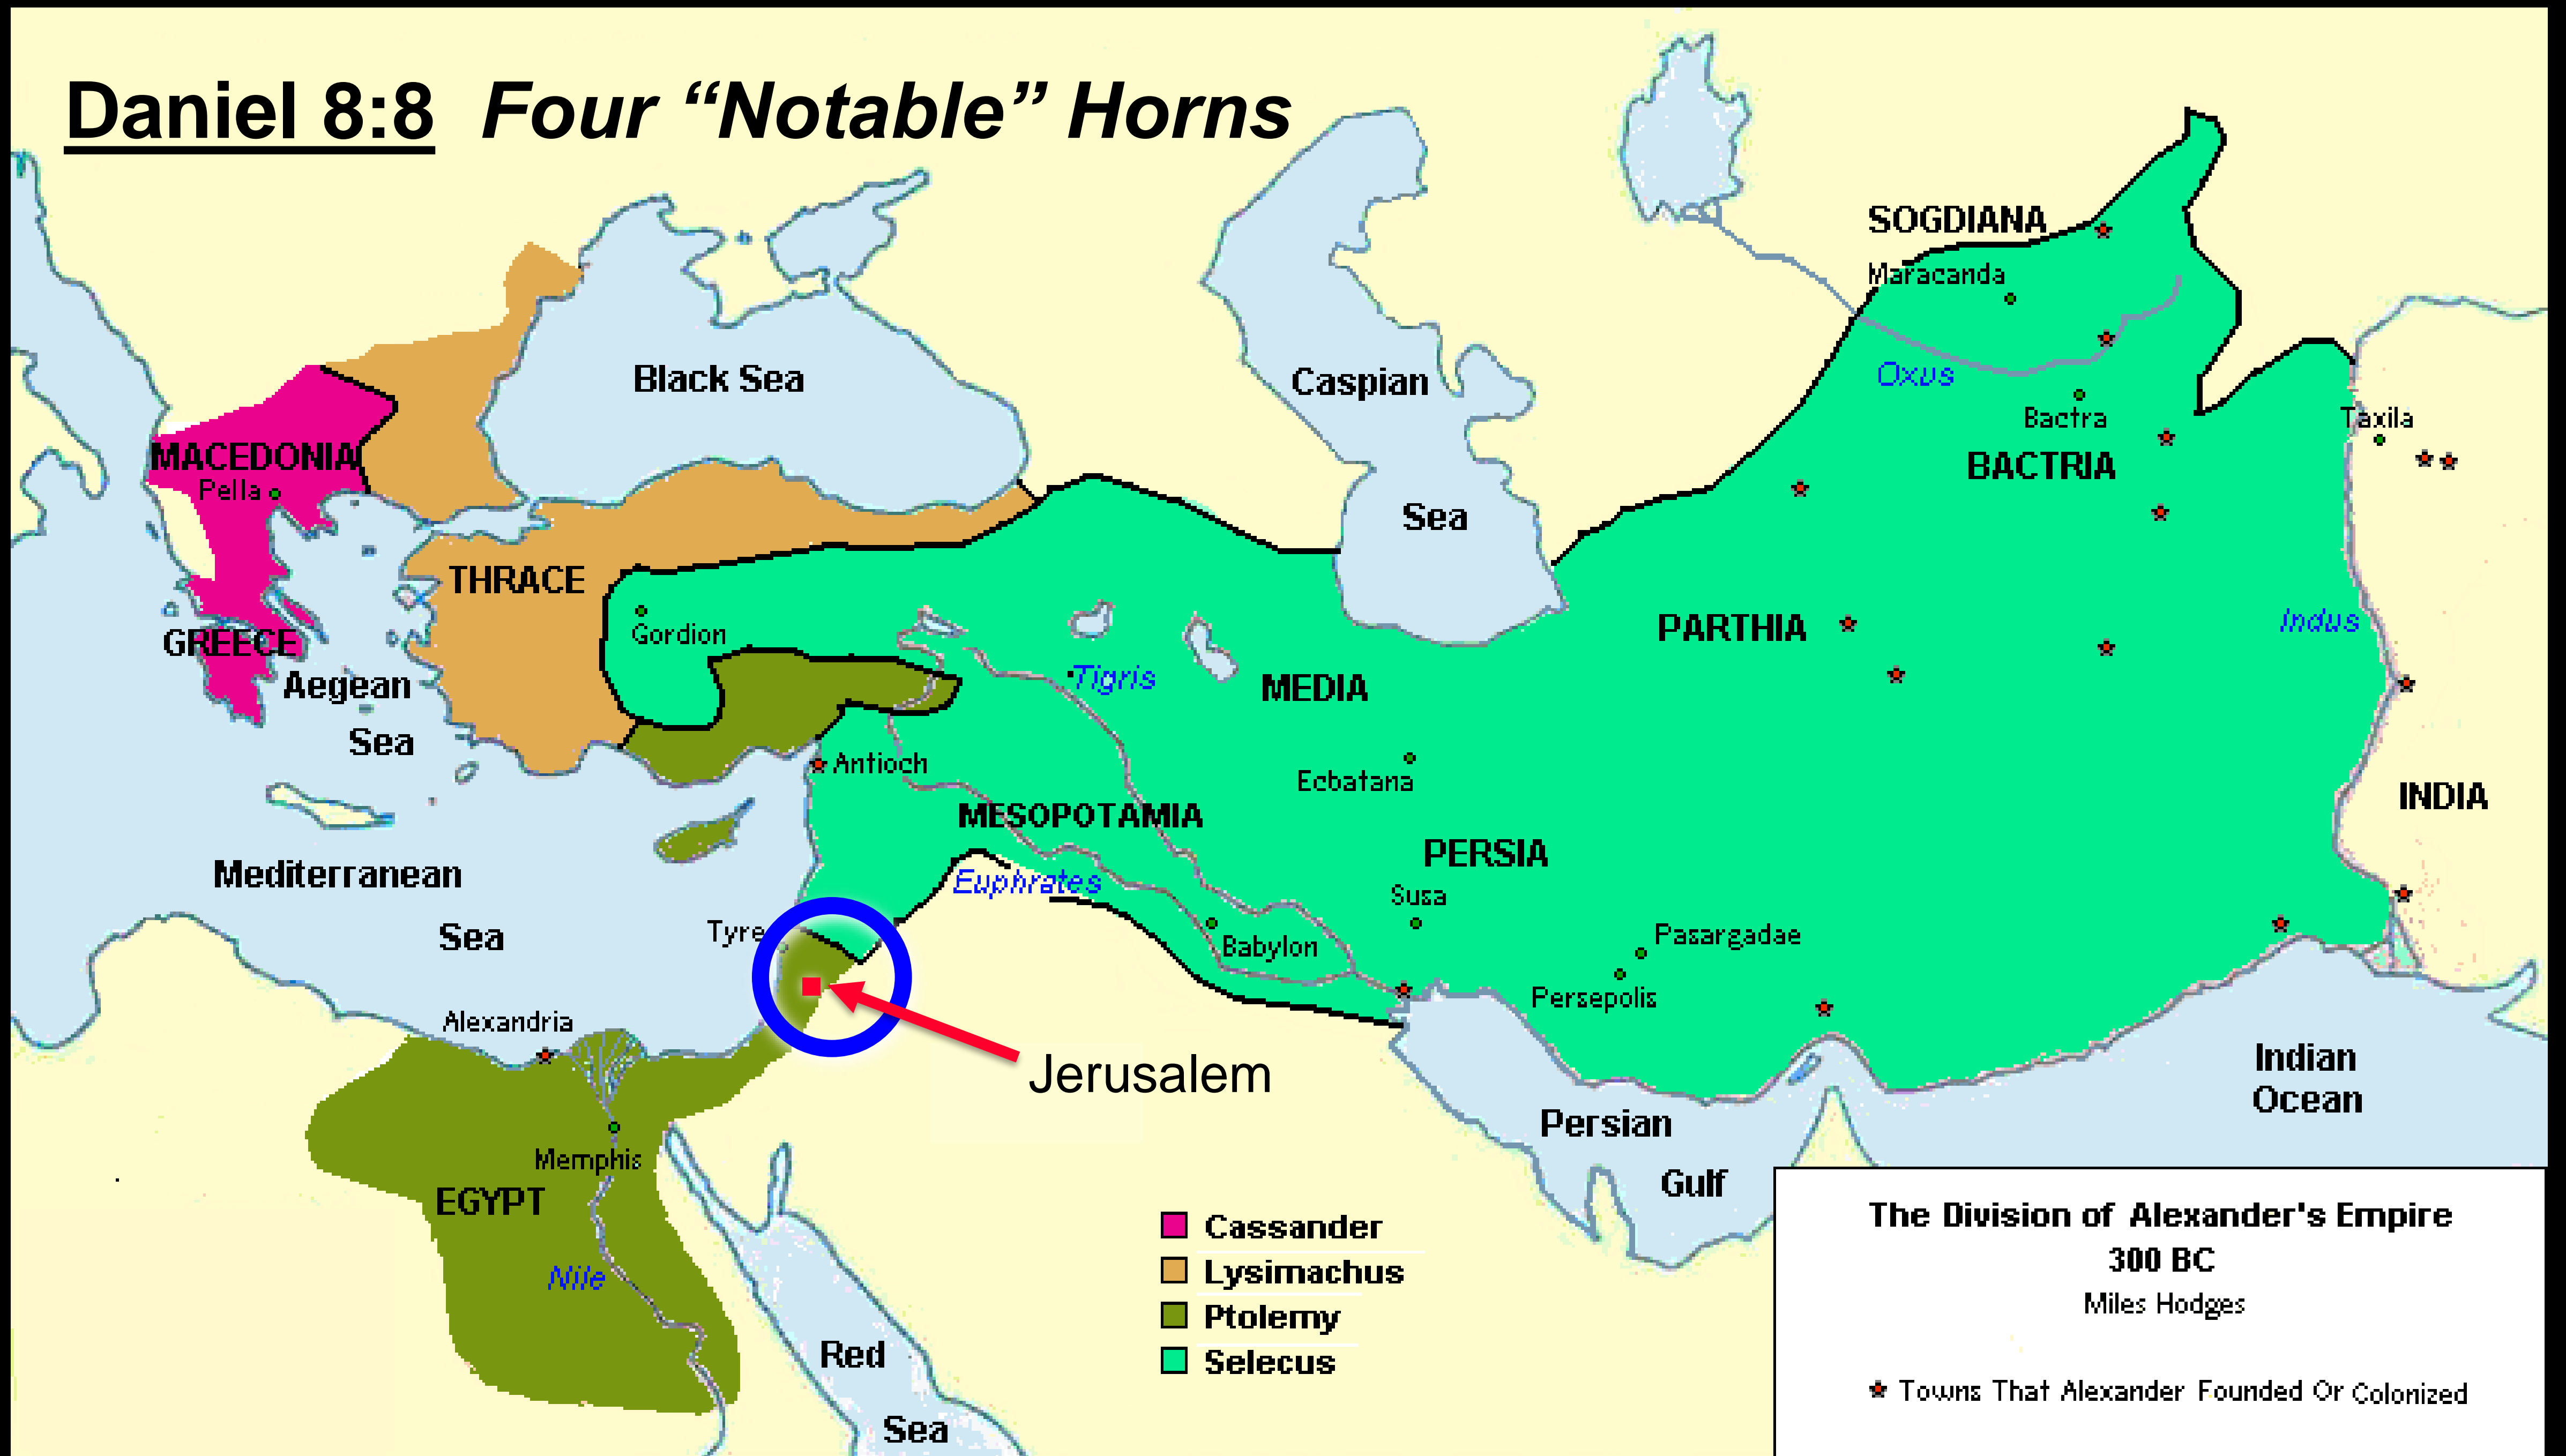 Daniel 8:8 Four “Notable” Horns
SOGDIANA
Maracanda
Black Sea
Caspian
Sea
Oxus
Bactra
Taxila
BACTRIA
MACEDONIA
Pella
THRACE
Gordion
PARTHIA
Indus
GREECE
Aegean
Sea
Tigris
MEDIA
Antioch
Ecbatana
INDIA
MESOPOTAMIA
PERSIA
Mediterranean
Sea
Euphrates
Susa
Tyre
Babylon
Pasargadae
Persepolis
Alexandria
Jerusalem
Indian
Ocean
Memphis
EGYPT
Persian
Gulf
Nile
Cassander
Lysimachus
Ptolemy
Selecus
Red
Sea
The Division of Alexander's Empire
300 BC
Miles Hodges
Towns That Alexander Founded Or Colonized